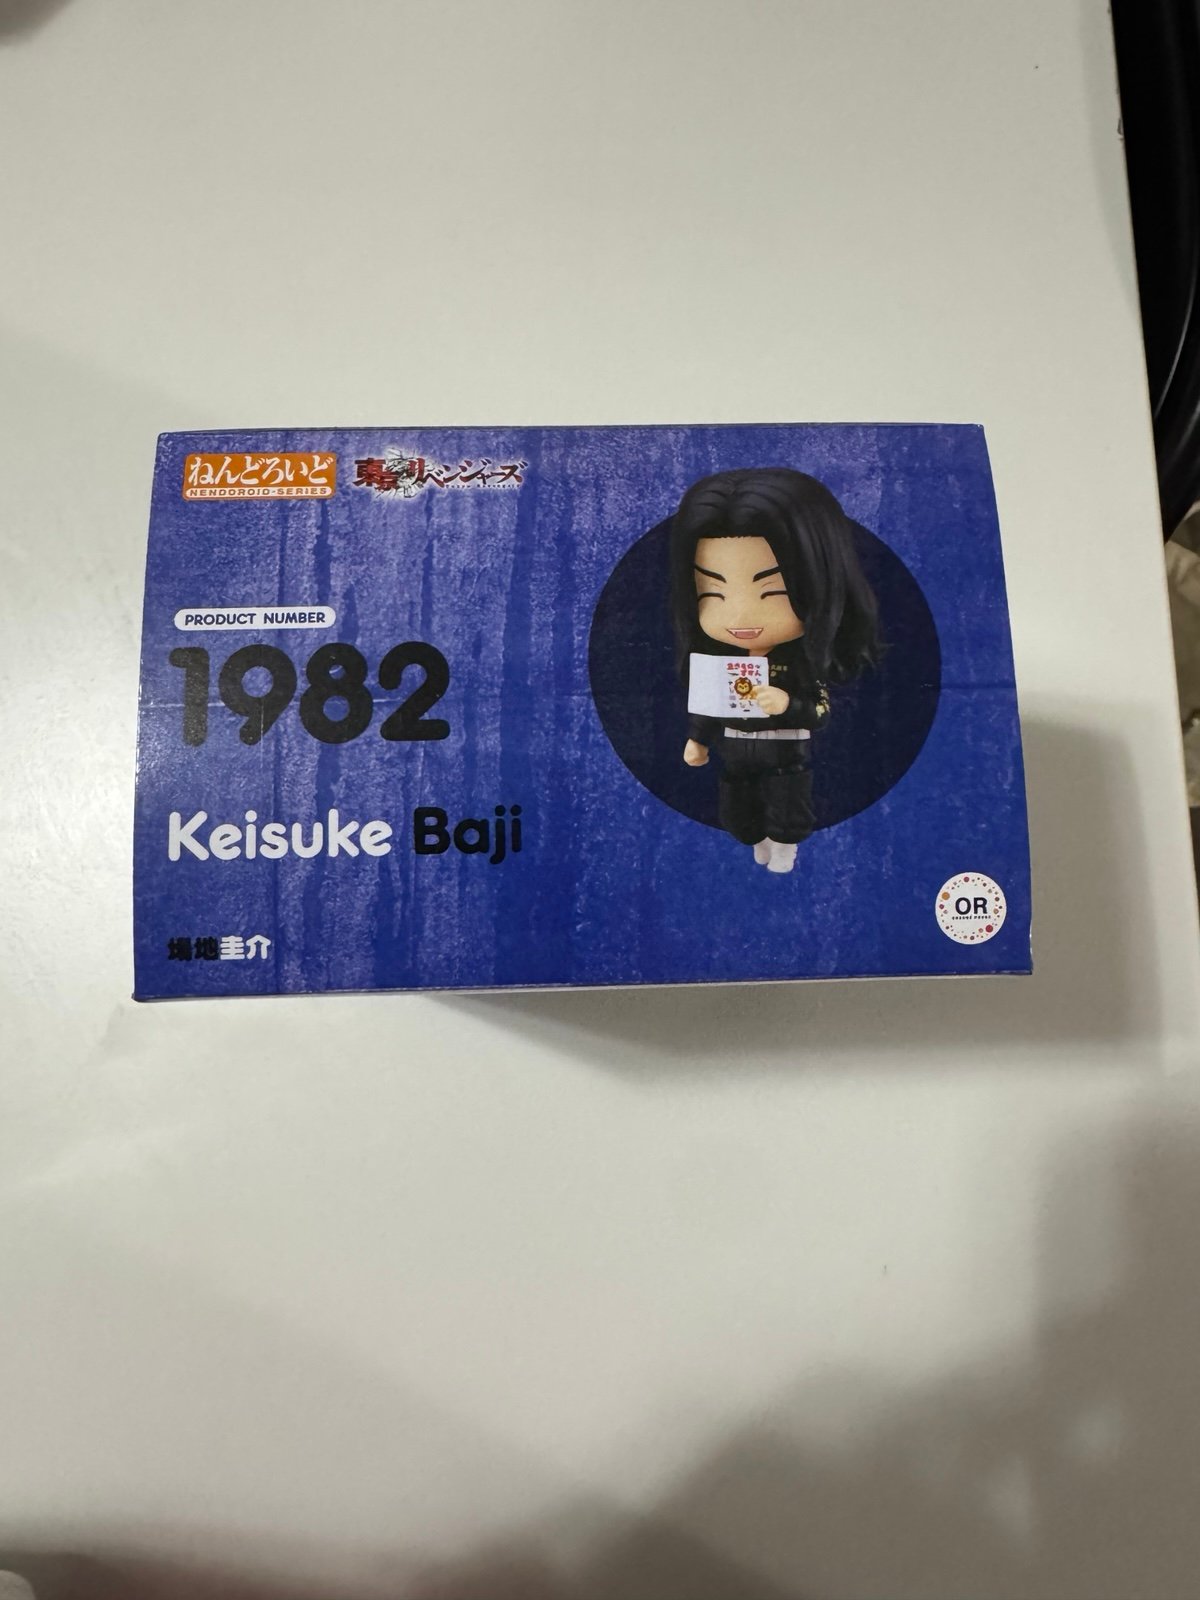 ねんどろいど
NENDOROID-SERIES
東京リベンジャーズ
PRODUCT NUMBER
1982
Keisuke Baji
場地圭介
OR